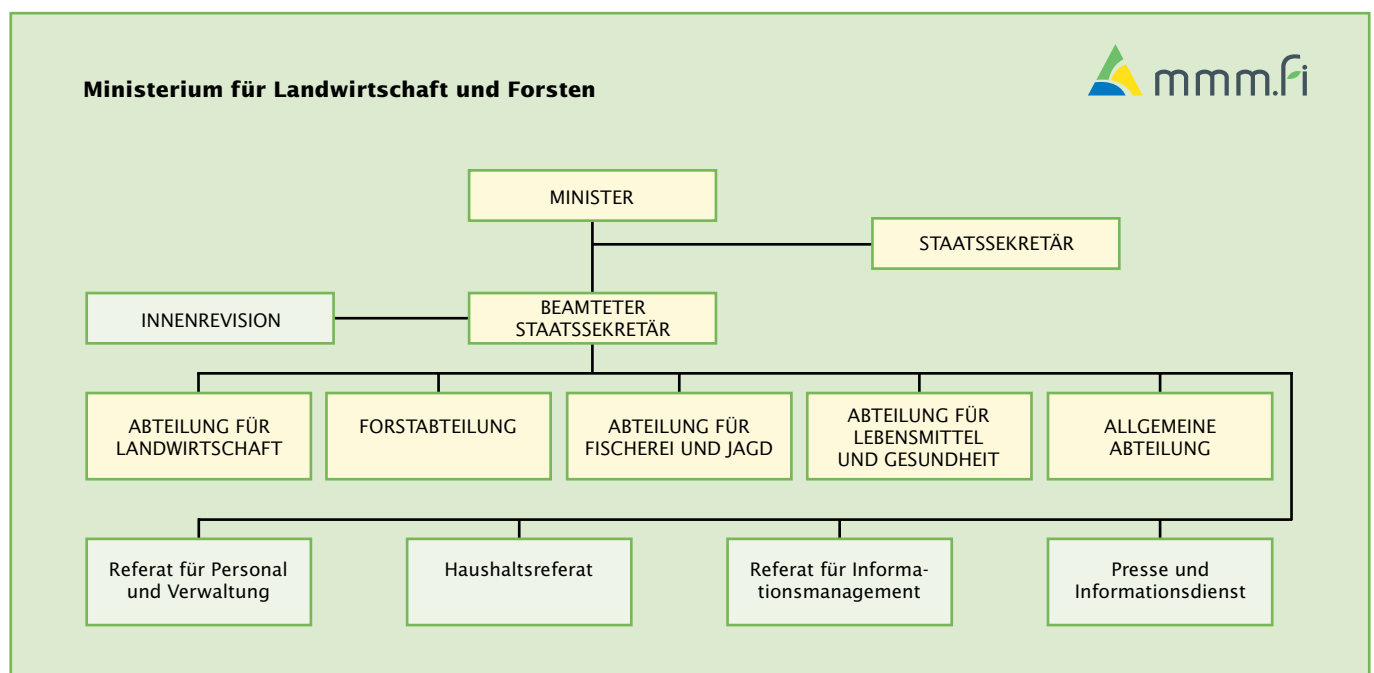 Ministerium für Landwirtschaft und Forsten
mmm.fi
MINISTER
STAATSSEKRETÄR
INNENREVISION
BEAMTETER
STAATSSEKRETÄR
ABTEILUNG FÜR
LANDWIRTSCHAFT
FORSTABTEILUNG
ABTEILUNG FÜR
FISCHEREI UND JAGD
ABTEILUNG FÜR
LEBENSMITTEL
UND GESUNDHEIT
ALLGEMEINE
ABTEILUNG
Referat für Personal
und Verwaltung
Haushaltsreferat
Referat für Informa-
tionsmanagement
Presse und
Informationsdienst